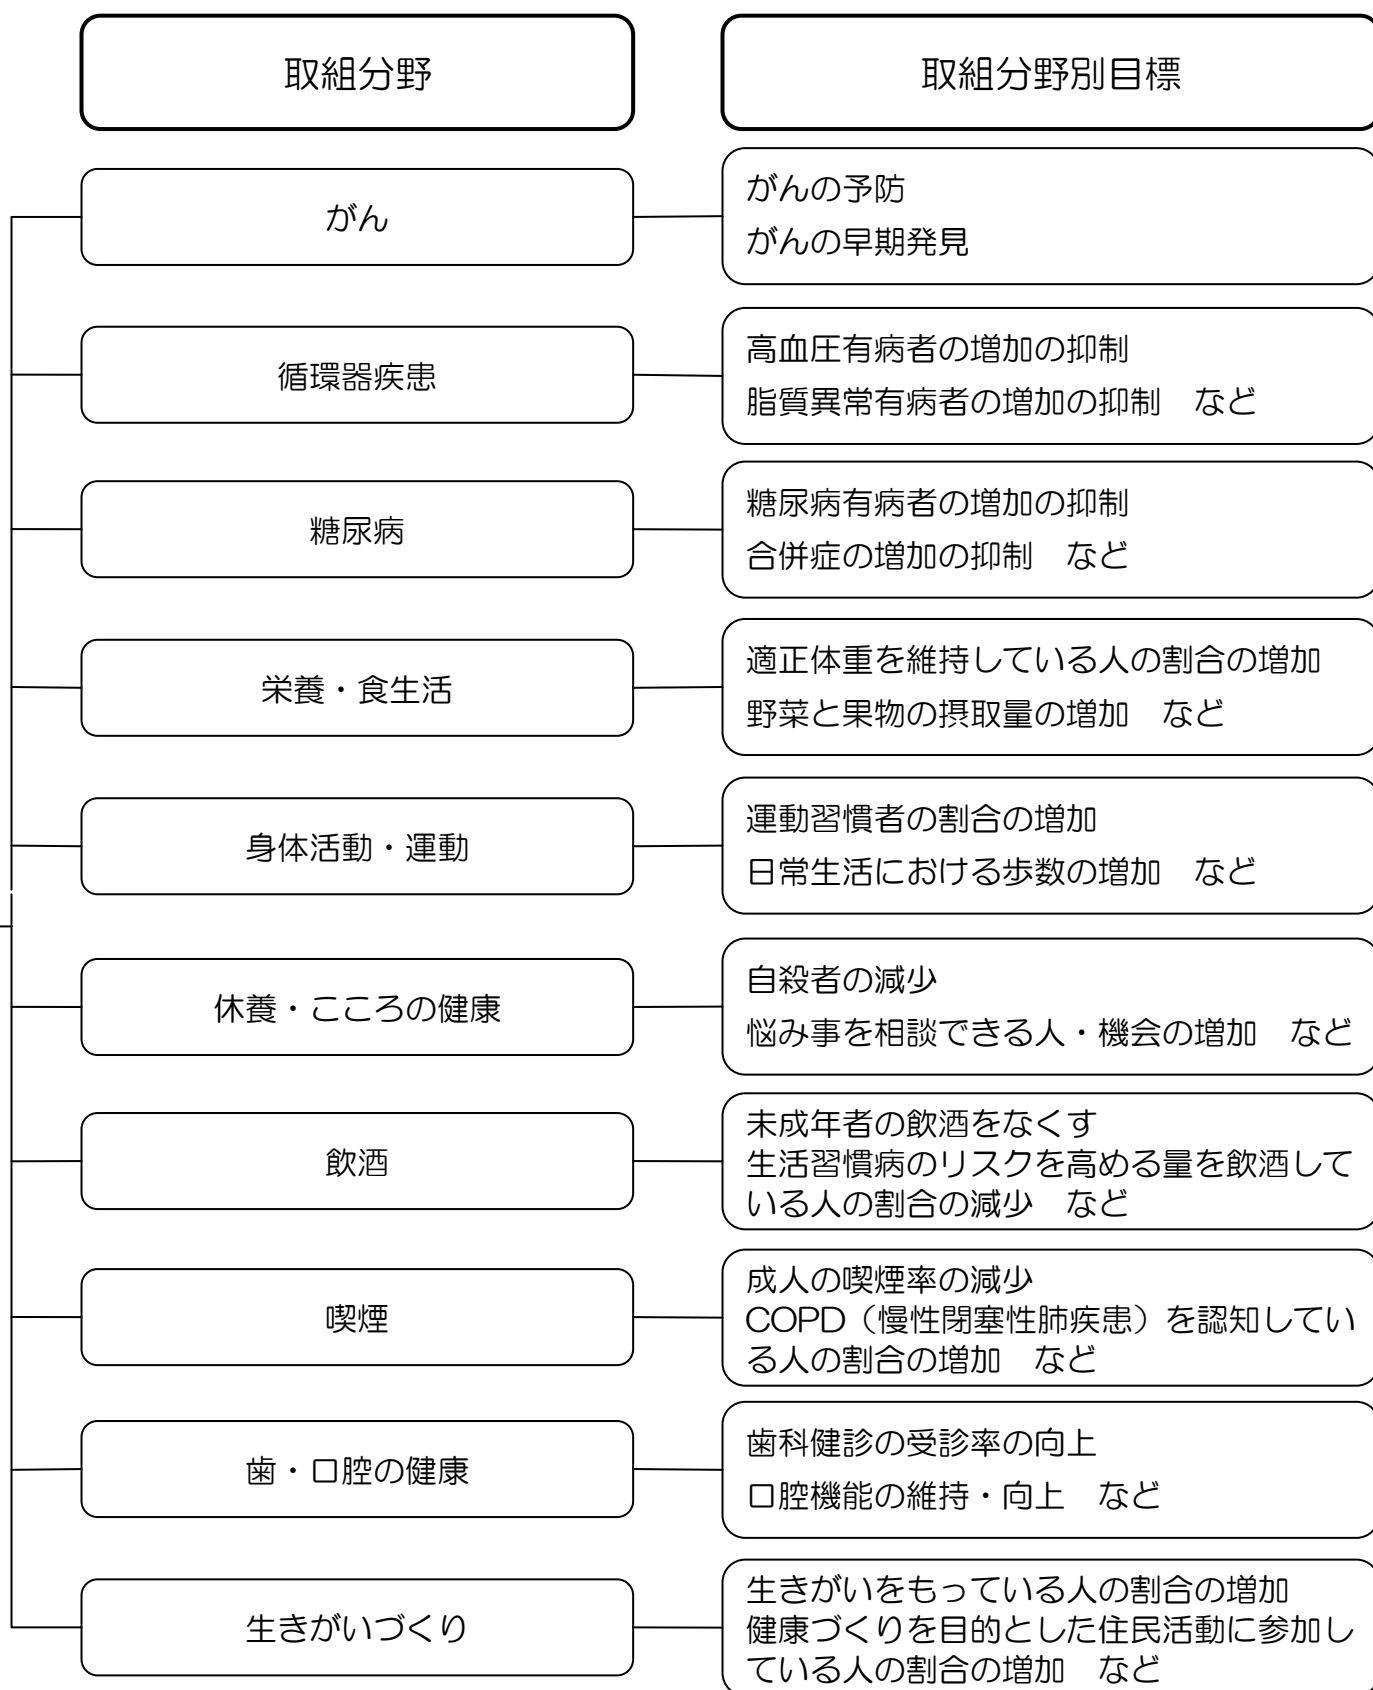 取組分野
取組分野別目標
がん
がんの予防
がんの早期発見
循環器疾患
高血圧有病者の増加の抑制
脂質異常有病者の増加の抑制　など
糖尿病
糖尿病有病者の増加の抑制
合併症の増加の抑制　など
栄養・食生活
適正体重を維持している人の割合の増加
野菜と果物の摂取量の増加　など
身体活動・運動
運動習慣者の割合の増加
日常生活における歩数の増加　など
休養・こころの健康
自殺者の減少
悩み事を相談できる人・機会の増加　など
飲酒
未成年者の飲酒をなくす
生活習慣病のリスクを高める量を飲酒して
いる人の割合の減少　など
喫煙
成人の喫煙率の減少
COPD（慢性閉塞性肺疾患）を認知してい
る人の割合の増加　など
歯・口腔の健康
歯科健診の受診率の向上
口腔機能の維持・向上　など
生きがいづくり
生きがいをもっている人の割合の増加
健康づくりを目的とした住民活動に参加し
ている人の割合の増加　など